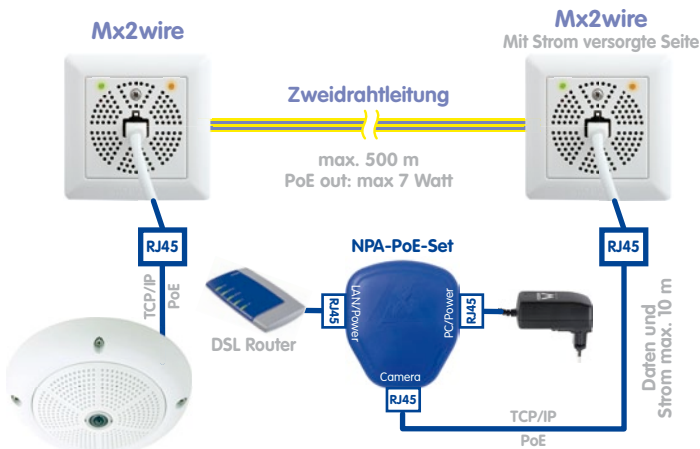 Mx2wire
Mx2wire
Mit Strom versorgte Seite
Zweidrahtleitung
max. 500 m
PoE out: max 7 Watt
RJ45
RJ45
TCP/IP
PoE
NPA-PoE-Set
LAN/Power
RJ45
PC/Power
RJ45
DSL Router
Camera
RJ45
TCP/IP
PoE
Daten und
Strom max. 10 m